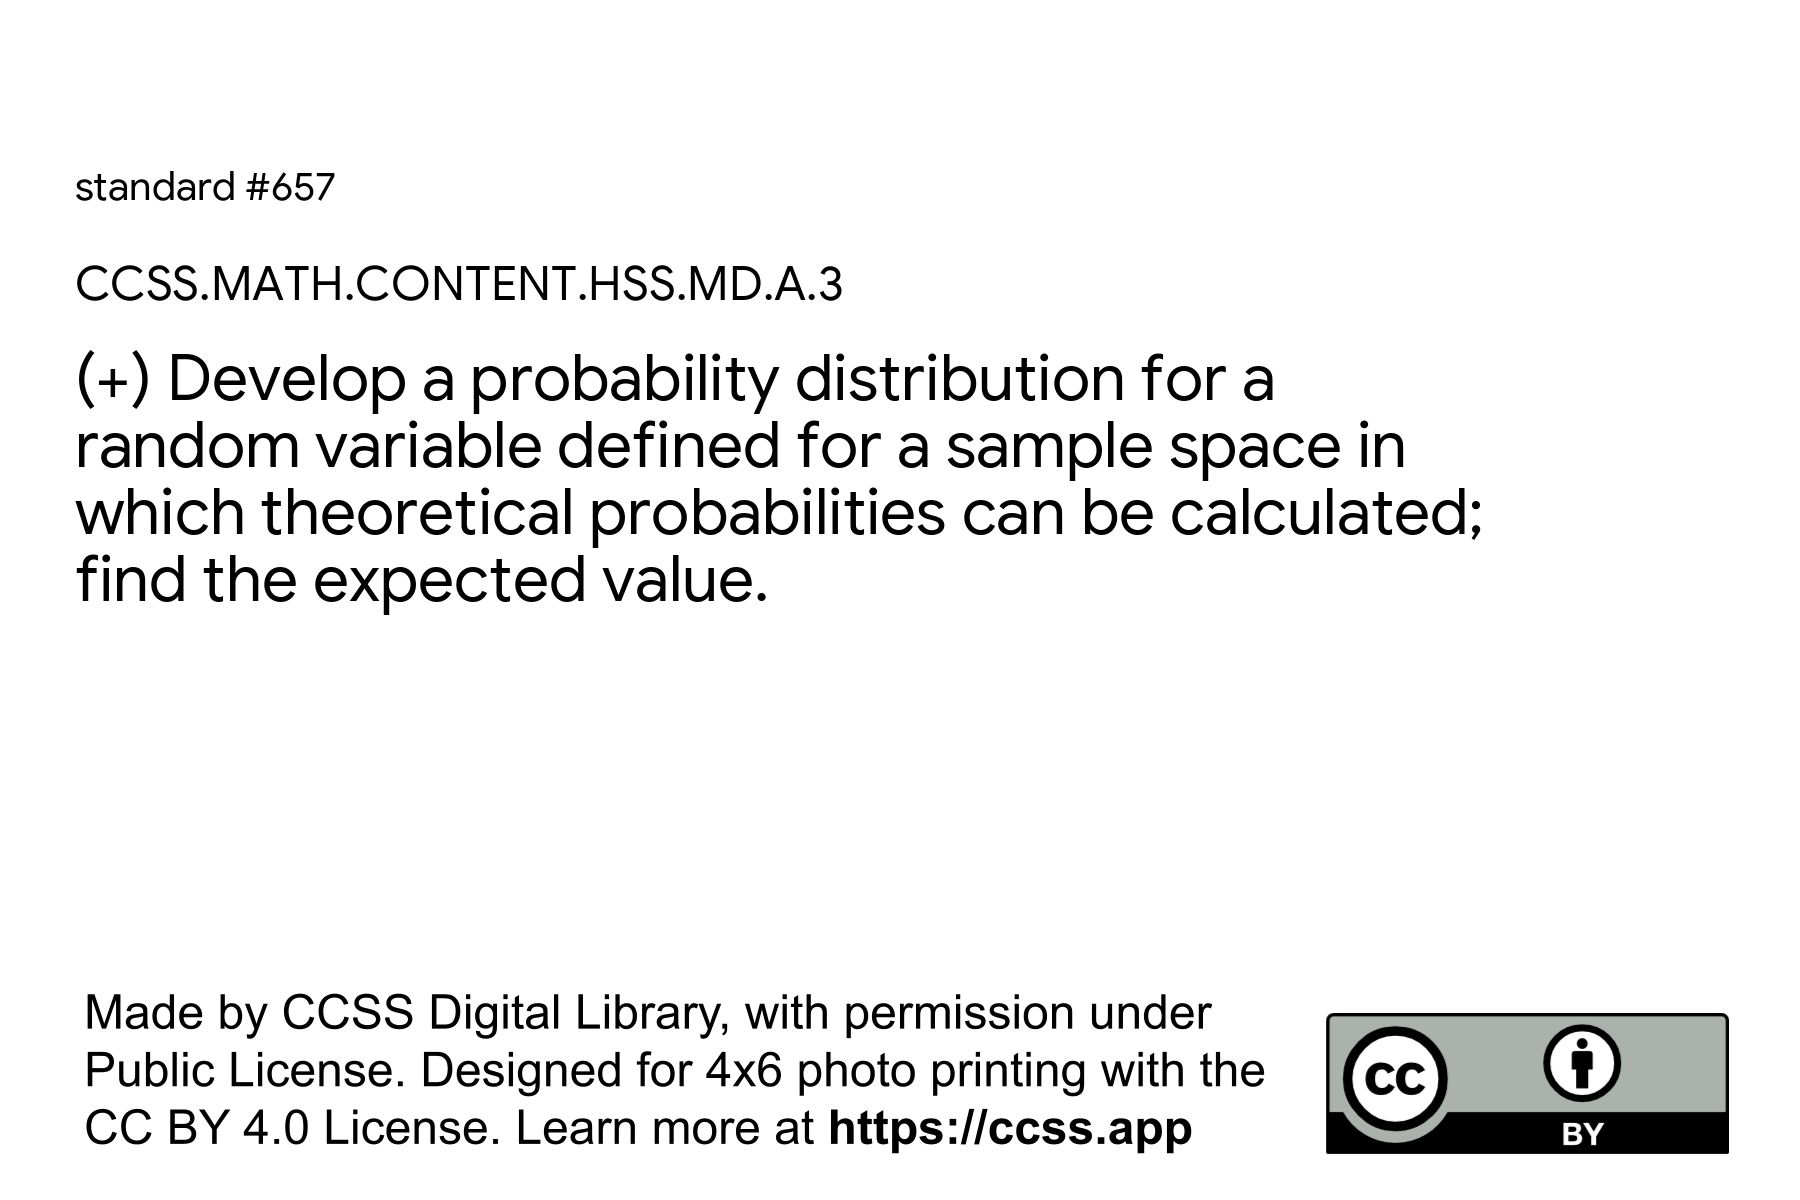 standard #657
CCSS.MATH.CONTENT.HSS.MD.A.3
(+) Develop a probability distribution for a
random variable defined for a sample space in
which theoretical probabilities can be calculated;
find the expected value.
Made by CCSS Digital Library, with permission under
Public License. Designed for 4x6 photo printing with the
CC BY 4.0 License. Learn more at https://ccss.app
CC
BY